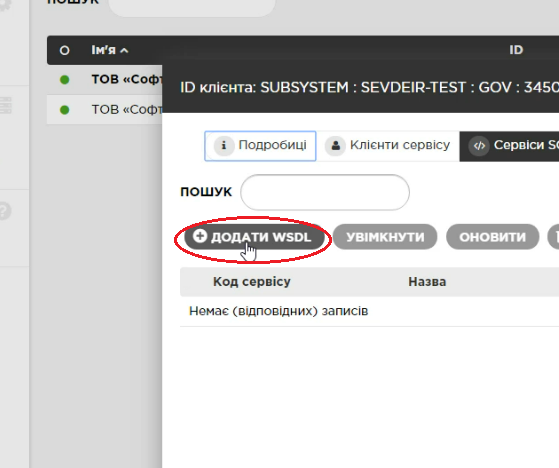 ПОШУК
Ім'я ID
ТОВ «Софт
ТОВ «Софт
ID клієнта: SUBSYSTEM : SEVDEIR-TEST : GOV : 3450
Подробиці Клієнти сервісу Сервіси SO
ПОШУК
ДОДАТИ WSDL УВІМКНУТИ ОНОВИТИ
Код сервісу Назва
Немає (відповідних) записів